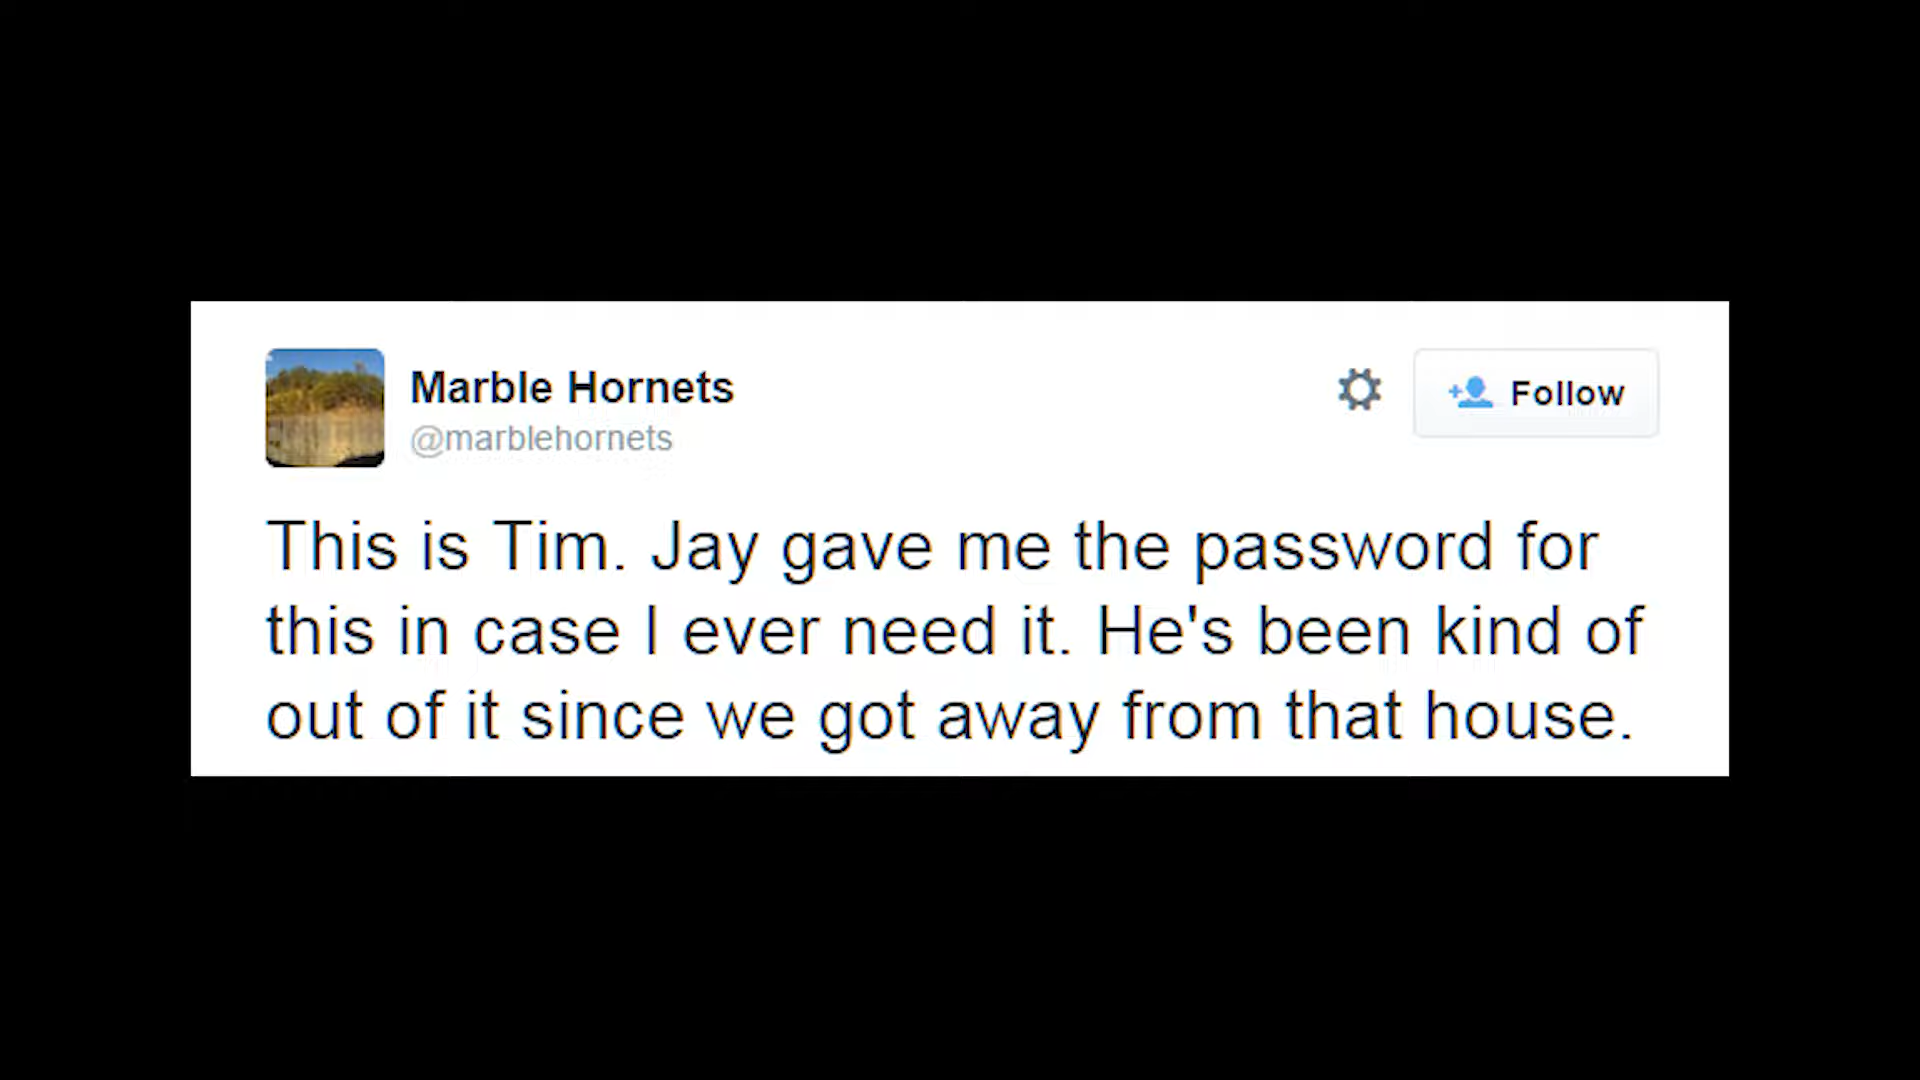 Marble Hornets
@marblehornets
Follow
This is Tim. Jay gave me the password for
this in case I ever need it. He's been kind of
out of it since we got away from that house.